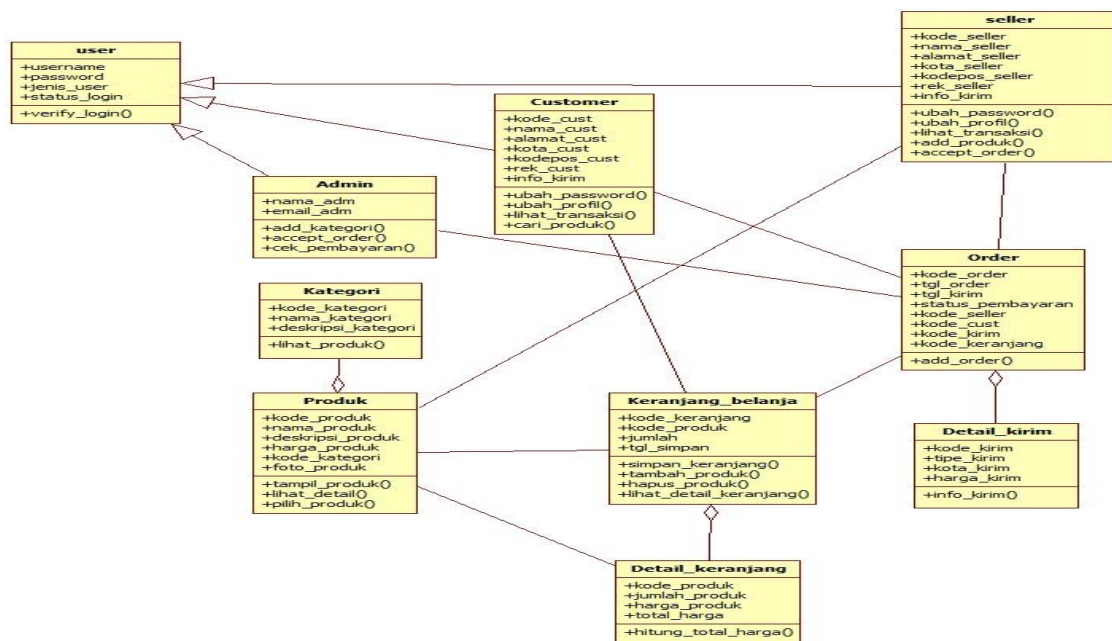 user
+username
+password
+jenis_user
+status_login
+verify_login()
seller
+kode_seller
+nama_seller
+alamat_seller
+kota_seller
+kodepos_seller
+rek_seller
+info_kirim
+ubah_password()
+ubah_profil()
+lihat_transaksi()
+add_produk()
+accept_order()
Customer
+kode_cust
+nama_cust
+alamat_cust
+kota_cust
+kodepos_cust
+rek_cust
+info_kirim
+ubah_password()
+ubah_profil()
+lihat_transaksi()
+cari_produk()
Admin
+nama_adm
+email_adm
+add_kategori()
+accept_order()
+cek_pembayaran()
Order
+kode_order
+tgl_order
+tgl_kirim
+status_pembayaran
+kode_seller
+kode_cust
+kode_kirim
+kode_keranjang
+add_order()
Kategori
+kode_kategori
+nama_kategori
+deskripsi_kategori
+lihat_produk()
Produk
+kode_produk
+nama_produk
+deskripsi_produk
+harga_produk
+kode_kategori
+foto_produk
+tampil_produk()
+lihat_detail()
+pilih_produk()
Keranjang_belanja
+kode_keranjang
+kode_produk
+jumlah
+tgl_simpan
+simpan_keranjang()
+tambah_produk()
+hapus_produk()
+lihat_detail_keranjang()
Detail_kirim
+kode_kirim
+tipe_kirim
+kota_kirim
+harga_kirim
+info_kirim()
Detail_keranjang
+kode_produk
+jumlah_produk
+harga_produk
+total_harga
+hitung_total_harga()